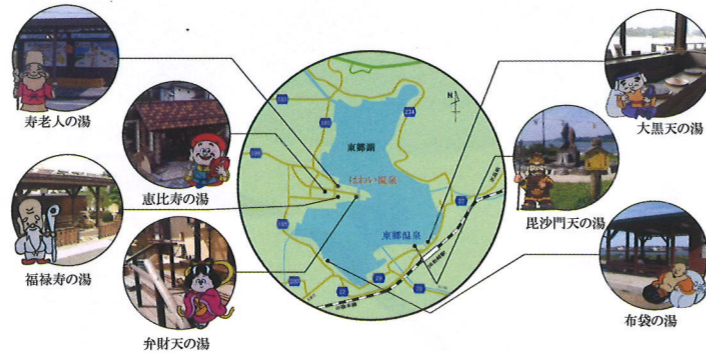 寿老人の湯
恵比寿の湯
福禄寿の湯
弁財天の湯
N
東郷湖
はわい温泉
東郷温泉
大黒天の湯
毘沙門天の湯
布袋の湯
234
22